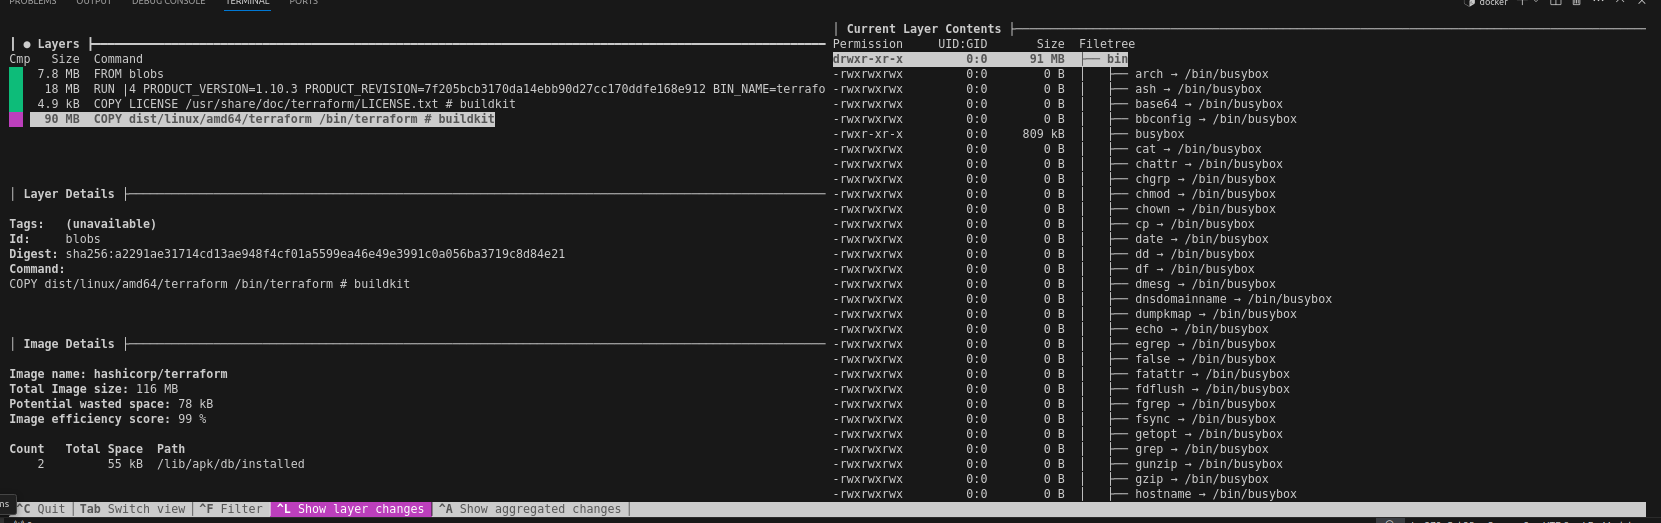 PROBLEMS OUTPUT DEBUG CONSOLE TERMINAL PORTS docker
● Layers
Cmp Size Command
7.8 MB FROM blobs
18 MB RUN |4 PRODUCT_VERSION=1.10.3 PRODUCT_REVISION=7f205bcb3170da14ebb90d27cc170ddfe168e912 BIN_NAME=terrafo
4.9 kB COPY LICENSE /usr/share/doc/terraform/LICENSE.txt # buildkit
90 MB COPY dist/linux/amd64/terraform /bin/terraform # buildkit
Layer Details
Tags: (unavailable)
Id: blobs
Digest: sha256:a2291ae31714cd13ae948f4cf01a5599ea46e49e3991c0a056ba3719c8d84e21
Command:
COPY dist/linux/amd64/terraform /bin/terraform # buildkit
Image Details
Image name: hashicorp/terraform
Total Image size: 116 MB
Potential wasted space: 78 kB
Image efficiency score: 99 %
Count Total Space Path
2 55 kB /lib/apk/db/installed
Current Layer Contents
Permission UID:GID Size Filetree
drwxr-xr-x 0:0 91 MB ├── bin
-rwxrwxrwx 0:0 0 B │ ├── arch → /bin/busybox
-rwxrwxrwx 0:0 0 B │ ├── ash → /bin/busybox
-rwxrwxrwx 0:0 0 B │ ├── base64 → /bin/busybox
-rwxrwxrwx 0:0 0 B │ ├── bbconfig → /bin/busybox
-rwxr-xr-x 0:0 809 kB │ ├── busybox
-rwxrwxrwx 0:0 0 B │ ├── cat → /bin/busybox
-rwxrwxrwx 0:0 0 B │ ├── chattr → /bin/busybox
-rwxrwxrwx 0:0 0 B │ ├── chgrp → /bin/busybox
-rwxrwxrwx 0:0 0 B │ ├── chmod → /bin/busybox
-rwxrwxrwx 0:0 0 B │ ├── chown → /bin/busybox
-rwxrwxrwx 0:0 0 B │ ├── cp → /bin/busybox
-rwxrwxrwx 0:0 0 B │ ├── date → /bin/busybox
-rwxrwxrwx 0:0 0 B │ ├── dd → /bin/busybox
-rwxrwxrwx 0:0 0 B │ ├── df → /bin/busybox
-rwxrwxrwx 0:0 0 B │ ├── dmesg → /bin/busybox
-rwxrwxrwx 0:0 0 B │ ├── dnsdomainname → /bin/busybox
-rwxrwxrwx 0:0 0 B │ ├── dumpkmap → /bin/busybox
-rwxrwxrwx 0:0 0 B │ ├── echo → /bin/busybox
-rwxrwxrwx 0:0 0 B │ ├── egrep → /bin/busybox
-rwxrwxrwx 0:0 0 B │ ├── false → /bin/busybox
-rwxrwxrwx 0:0 0 B │ ├── fatattr → /bin/busybox
-rwxrwxrwx 0:0 0 B │ ├── fdflush → /bin/busybox
-rwxrwxrwx 0:0 0 B │ ├── fgrep → /bin/busybox
-rwxrwxrwx 0:0 0 B │ ├── fsync → /bin/busybox
-rwxrwxrwx 0:0 0 B │ ├── getopt → /bin/busybox
-rwxrwxrwx 0:0 0 B │ ├── grep → /bin/busybox
-rwxrwxrwx 0:0 0 B │ ├── gunzip → /bin/busybox
-rwxrwxrwx 0:0 0 B │ ├── gzip → /bin/busybox
-rwxrwxrwx 0:0 0 B │ ├── hostname → /bin/busybox
ns
^C Quit Tab Switch view ^F Filter ^L Show layer changes ^A Show aggregated changes